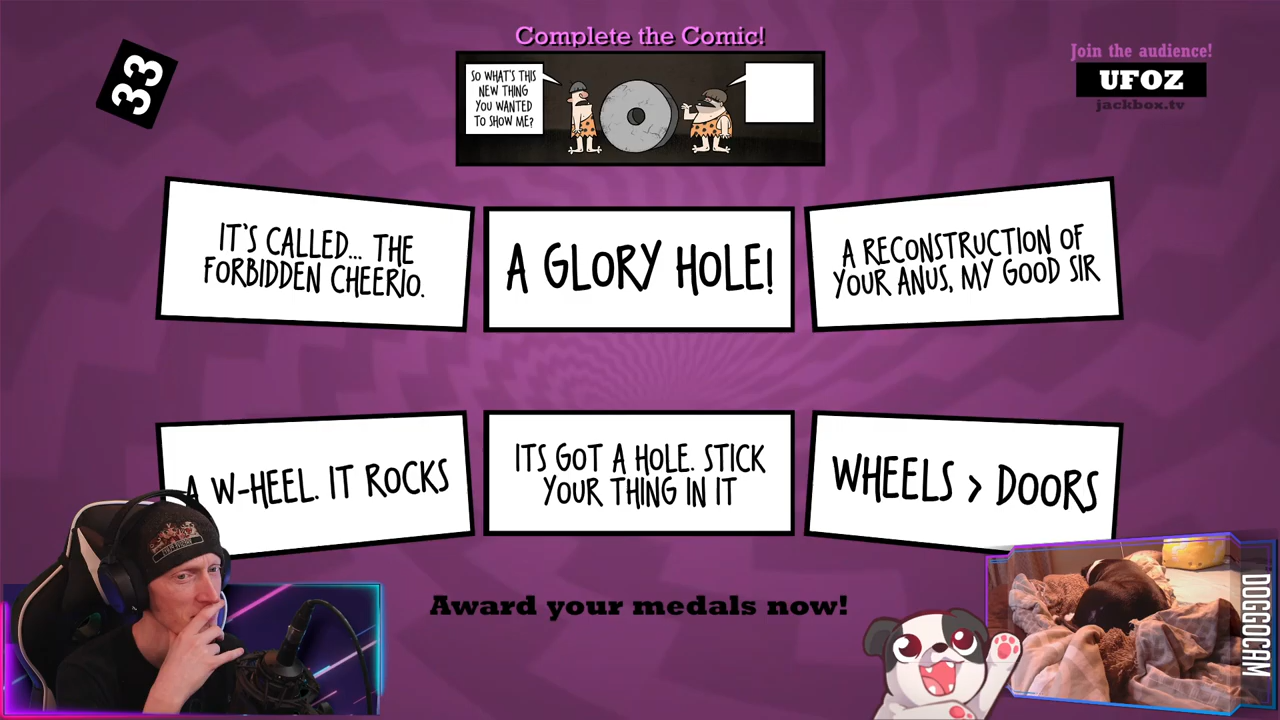 Complete the Comic!
33
SO WHAT'S THIS
NEW THING
YOU WANTED
TO SHOW ME?
Join the audience!
UFOZ
jackbox.tv
IT'S CALLED... THE
FORBIDDEN CHEERIO.
A GLORY HOLE!
A RECONSTRUCTION OF
YOUR ANUS, MY GOOD SIR
A W-HEEL. IT ROCKS
ITS GOT A HOLE. STICK
YOUR THING IN IT
WHEELS > DOORS
Award your medals now!
DOGGOCAM